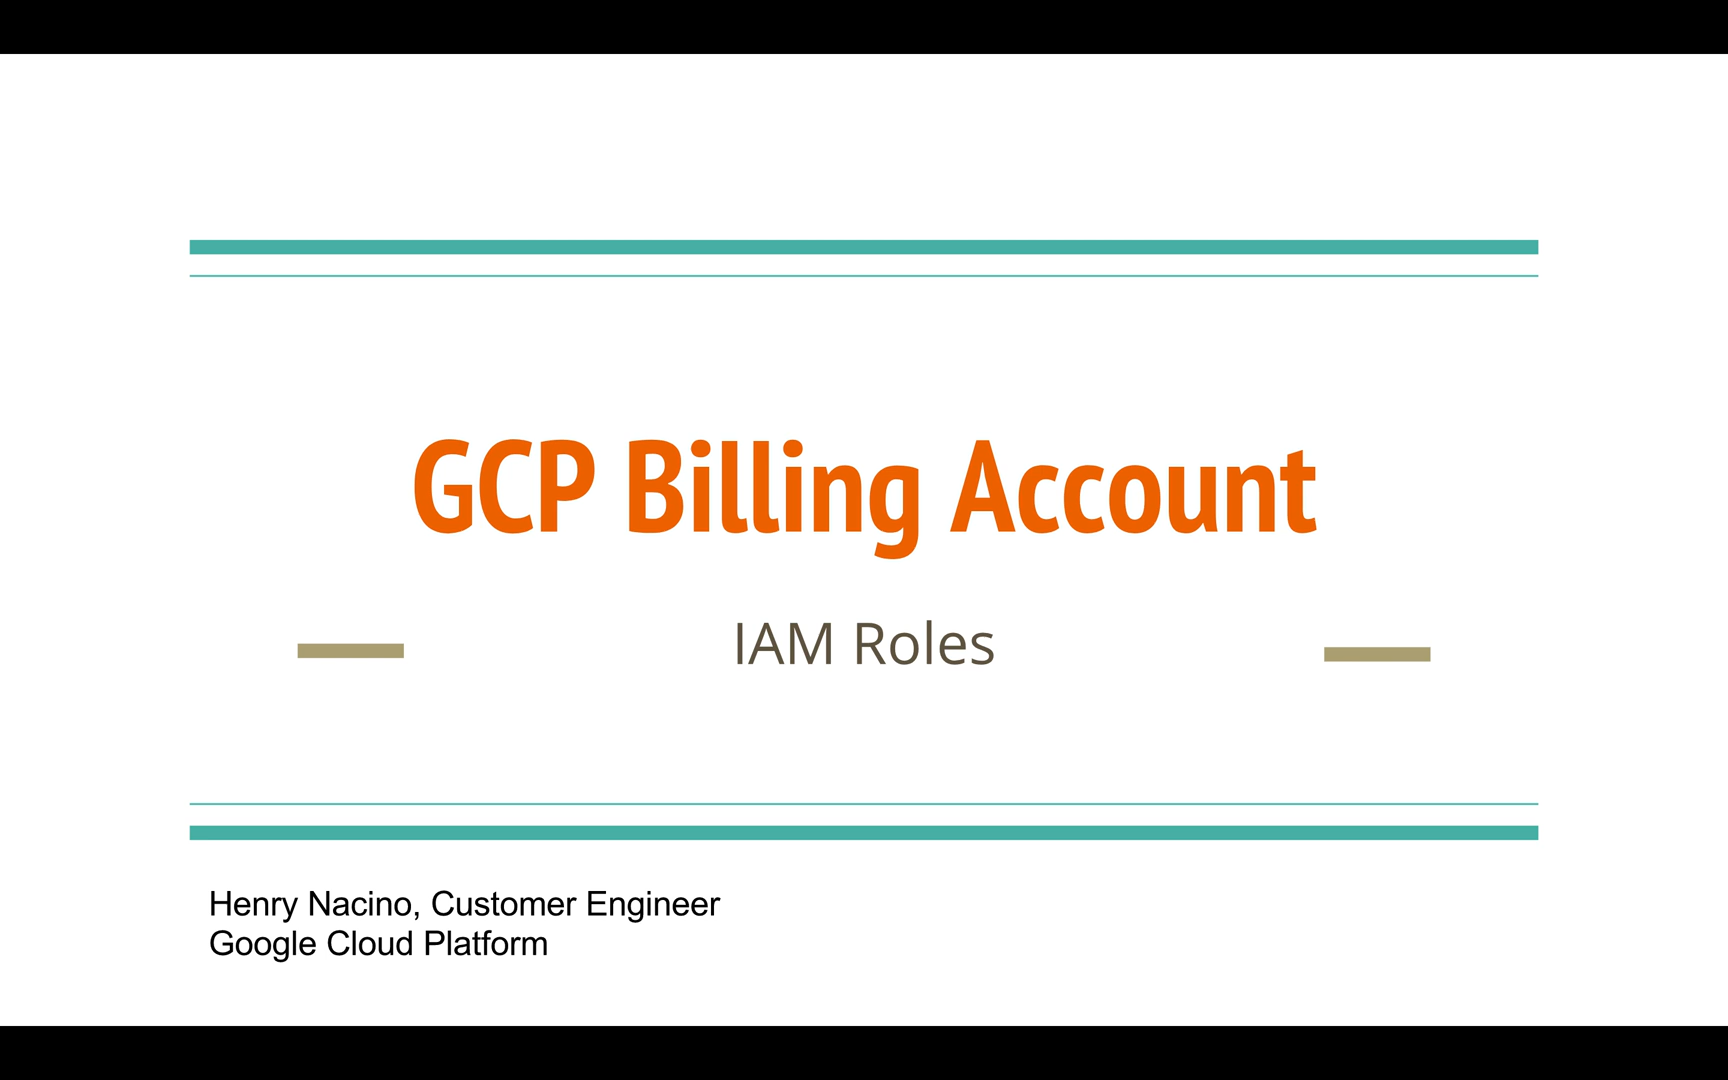 GCP Billing Account
IAM Roles
Henry Nacino, Customer Engineer
Google Cloud Platform